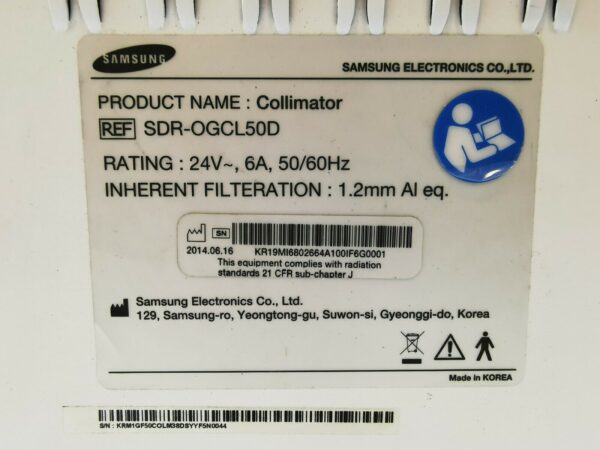 SAMSUNG
SAMSUNG ELECTRONICS CO.,LTD.
PRODUCT NAME : Collimator
REF SDR-OGCL50D
RATING : 24V~, 6A, 50/60Hz
INHERENT FILTERATION : 1.2mm Al eq.
SN
2014.06.16 KR19MI6802664A100IF6G0001
This equipment complies with radiation
standards 21 CFR sub-chapter J
Samsung Electronics Co., Ltd.
129, Samsung-ro, Yeongtong-gu, Suwon-si, Gyeonggi-do, Korea
Made in KOREA
S/N : KRM1GF50COLM38DSYYF5N0044